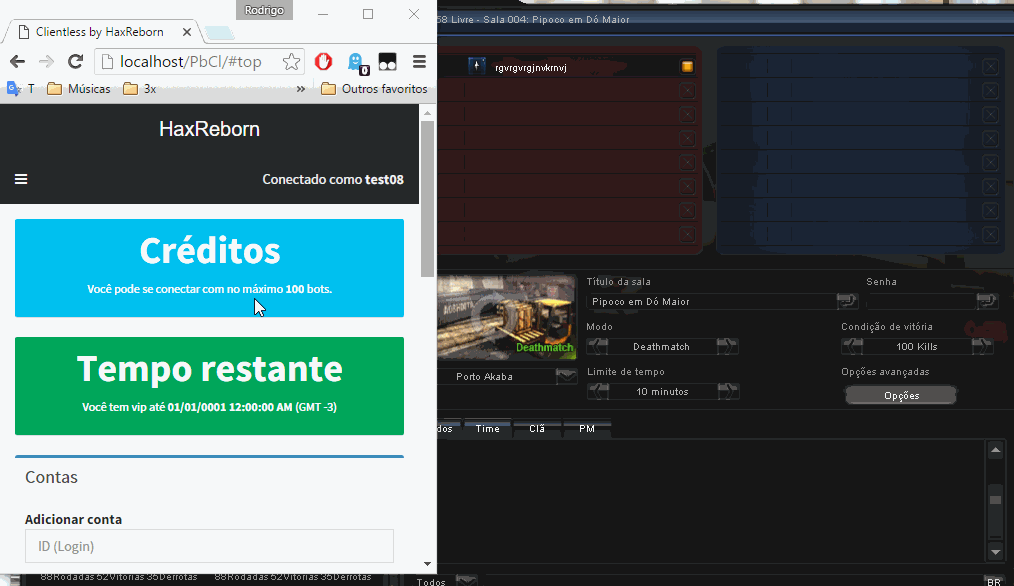 Rodrigo
Clientless by HaxReborn
localhost/PbCl/#top
T
Músicas
3x
»
Outros favoritos
HaxReborn
Conectado como test08
Créditos
Você pode se conectar com no máximo 100 bots.
Tempo restante
Você tem vip até 01/01/0001 12:00:00 AM (GMT -3)
Contas
Adicionar conta
ID (Login)
58 Livre - Sala 004: Pipoco em Dó Maior
rgvrgvrgjnvkrnvj
Deathmatch
Porto Akaba
Título da sala
Senha
Pipoco em Dó Maior
Modo
Condição de vitória
Deathmatch
100 Kills
Limite de tempo
Opções avançadas
10 minutos
Opções
dos
Time
Clã
PM
88Rodadas 52Vitórias 35Derrotas
88Rodadas 52Vitórias 35Derrotas
Todos
BR